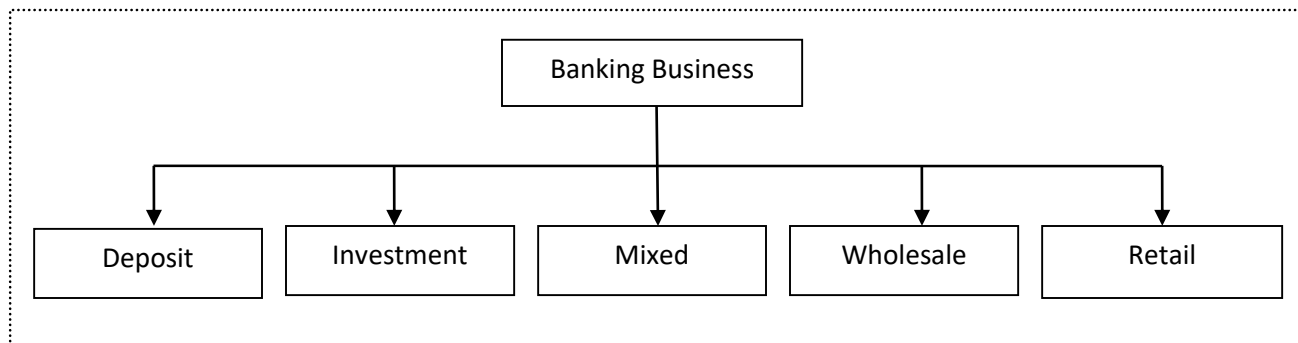 Banking Business
Deposit
Investment
Mixed
Wholesale
Retail